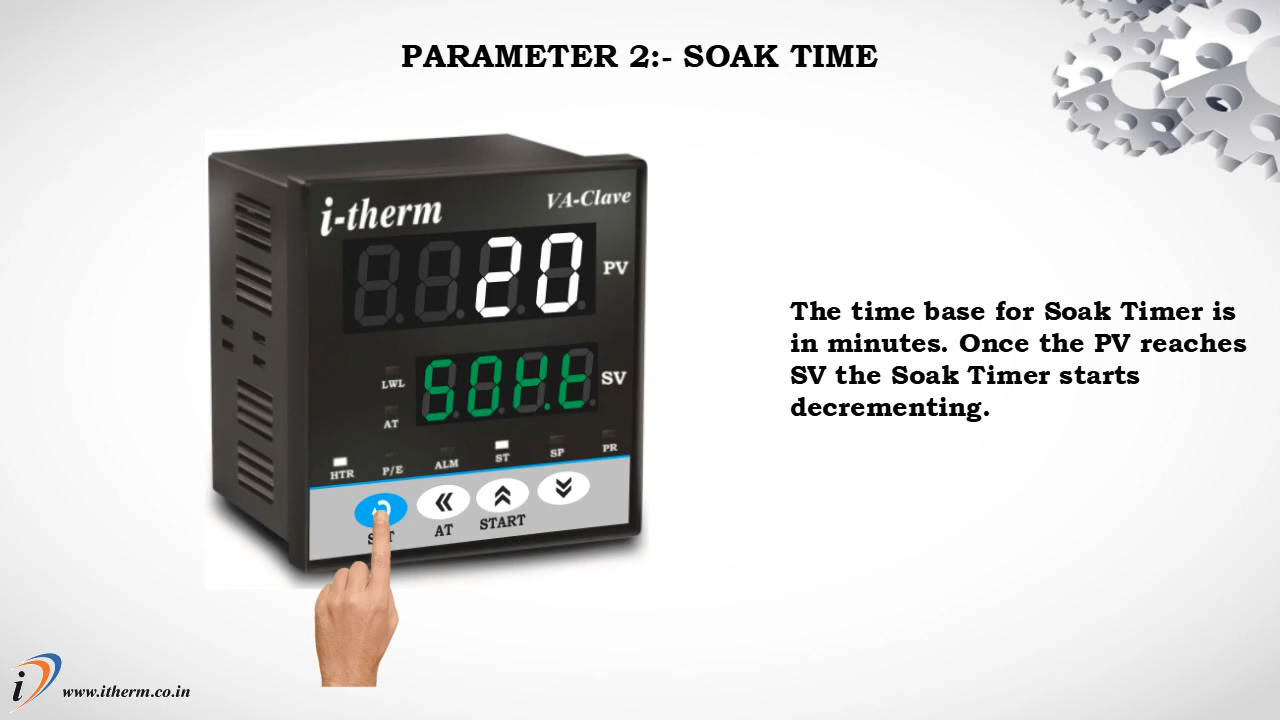 PARAMETER 2:- SOAK TIME
i-therm
VA-Clave
20
PV
The time base for Soak Timer is
in minutes. Once the PV reaches
SV the Soak Timer starts
decrementing.
LWL
SV
AT
HTR P/E ALM ST SP PR
AT START
i www.itherm.co.in